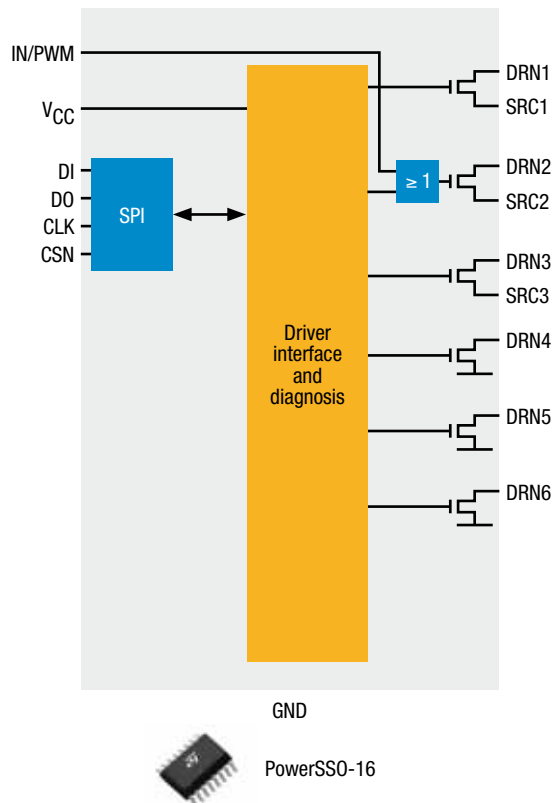 IN/PWM
VCC
DI
DO
CLK
CSN
SPI
Driver
interface
and
diagnosis
≥ 1
DRN1
SRC1
DRN2
SRC2
DRN3
SRC3
DRN4
DRN5
DRN6
GND
PowerSSO-16